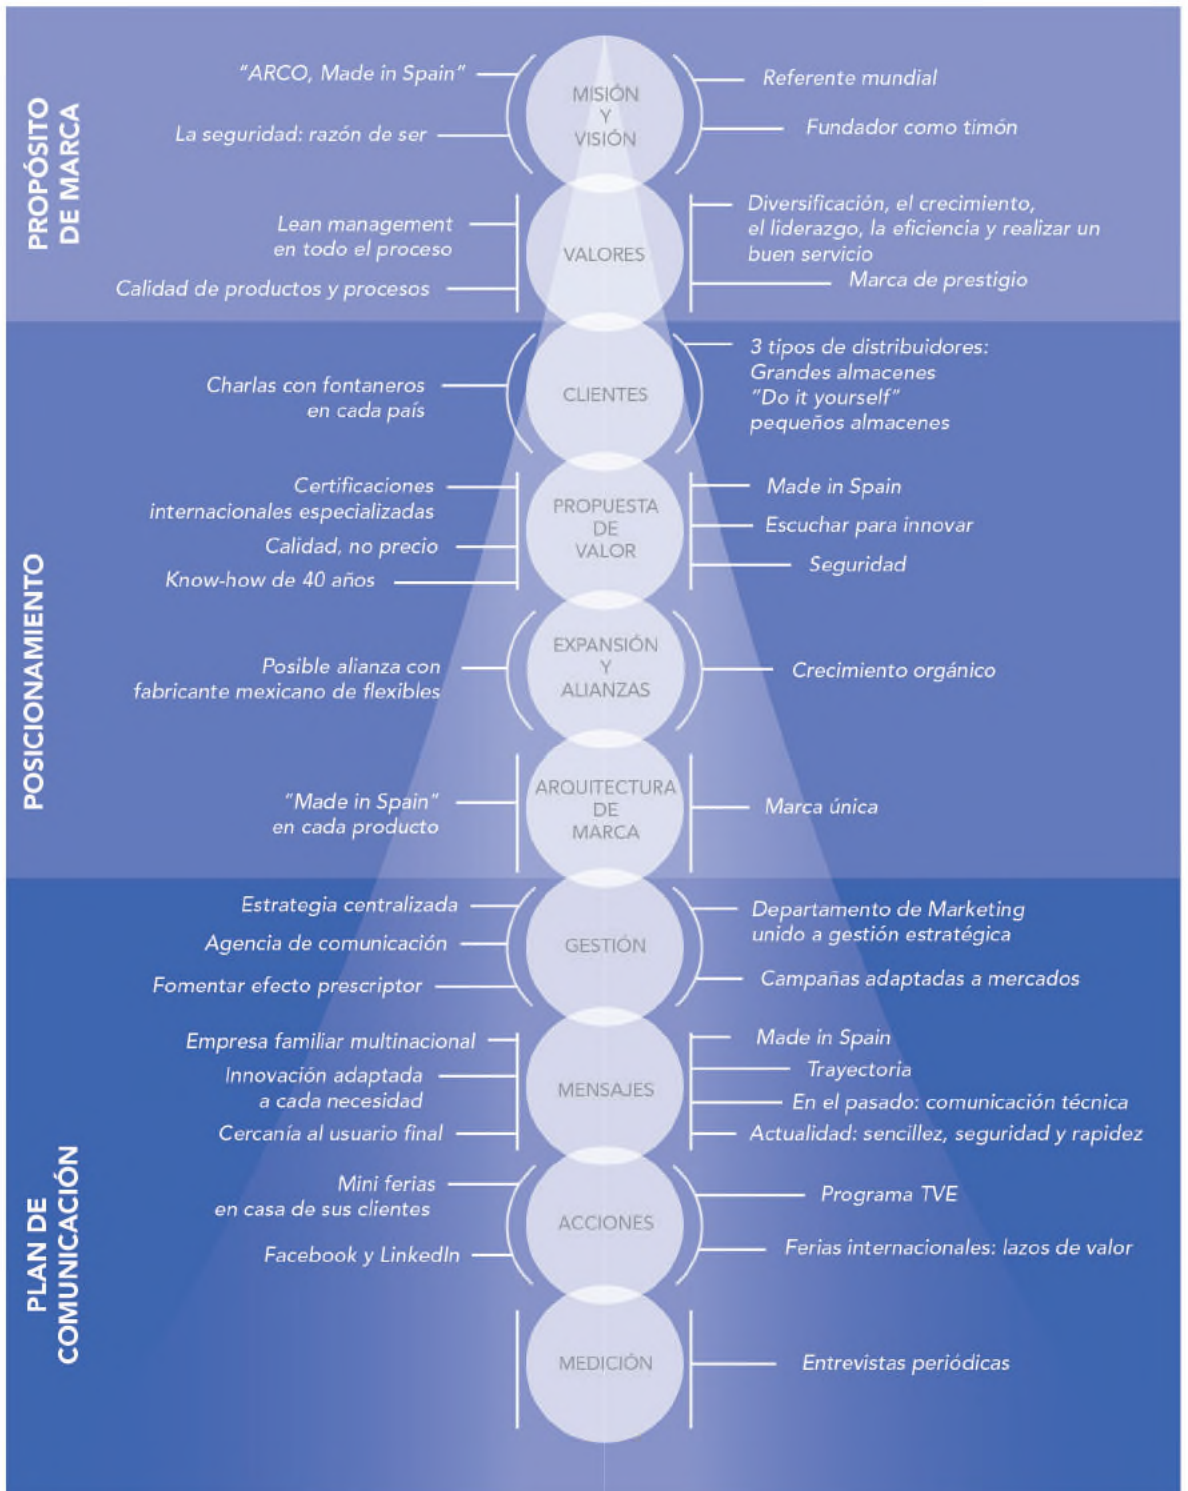 PROPÓSITO
DE MARCA
"ARCO, Made in Spain"
La seguridad: razón de ser
MISIÓN
Y
VISIÓN
Referente mundial
Fundador como timón
Lean management
en todo el proceso
Calidad de productos y procesos
VALORES
Diversificación, el crecimiento,
el liderazgo, la eficiencia y realizar un
buen servicio
Marca de prestigio
POSICIONAMIENTO
Charlas con fontaneros
en cada país
CLIENTES
3 tipos de distribuidores:
Grandes almacenes
"Do it yourself"
pequeños almacenes
Certificaciones
internacionales especializadas
Calidad, no precio
Know-how de 40 años
PROPUESTA
DE
VALOR
Made in Spain
Escuchar para innovar
Seguridad
Posible alianza con
fabricante mexicano de flexibles
EXPANSIÓN
Y
ALIANZAS
Crecimiento orgánico
"Made in Spain"
en cada producto
ARQUITECTURA
DE
MARCA
Marca única
PLAN DE
COMUNICACIÓN
Estrategia centralizada
Agencia de comunicación
Fomentar efecto prescriptor
GESTIÓN
Departamento de Marketing
unido a gestión estratégica
Campañas adaptadas a mercados
Empresa familiar multinacional
Innovación adaptada
a cada necesidad
Cercanía al usuario final
MENSAJES
Made in Spain
Trayectoria
En el pasado: comunicación técnica
Actualidad: sencillez, seguridad y rapidez
Mini ferias
en casa de sus clientes
Facebook y LinkedIn
ACCIONES
Programa TVE
Ferias internacionales: lazos de valor
MEDICIÓN
Entrevistas periódicas